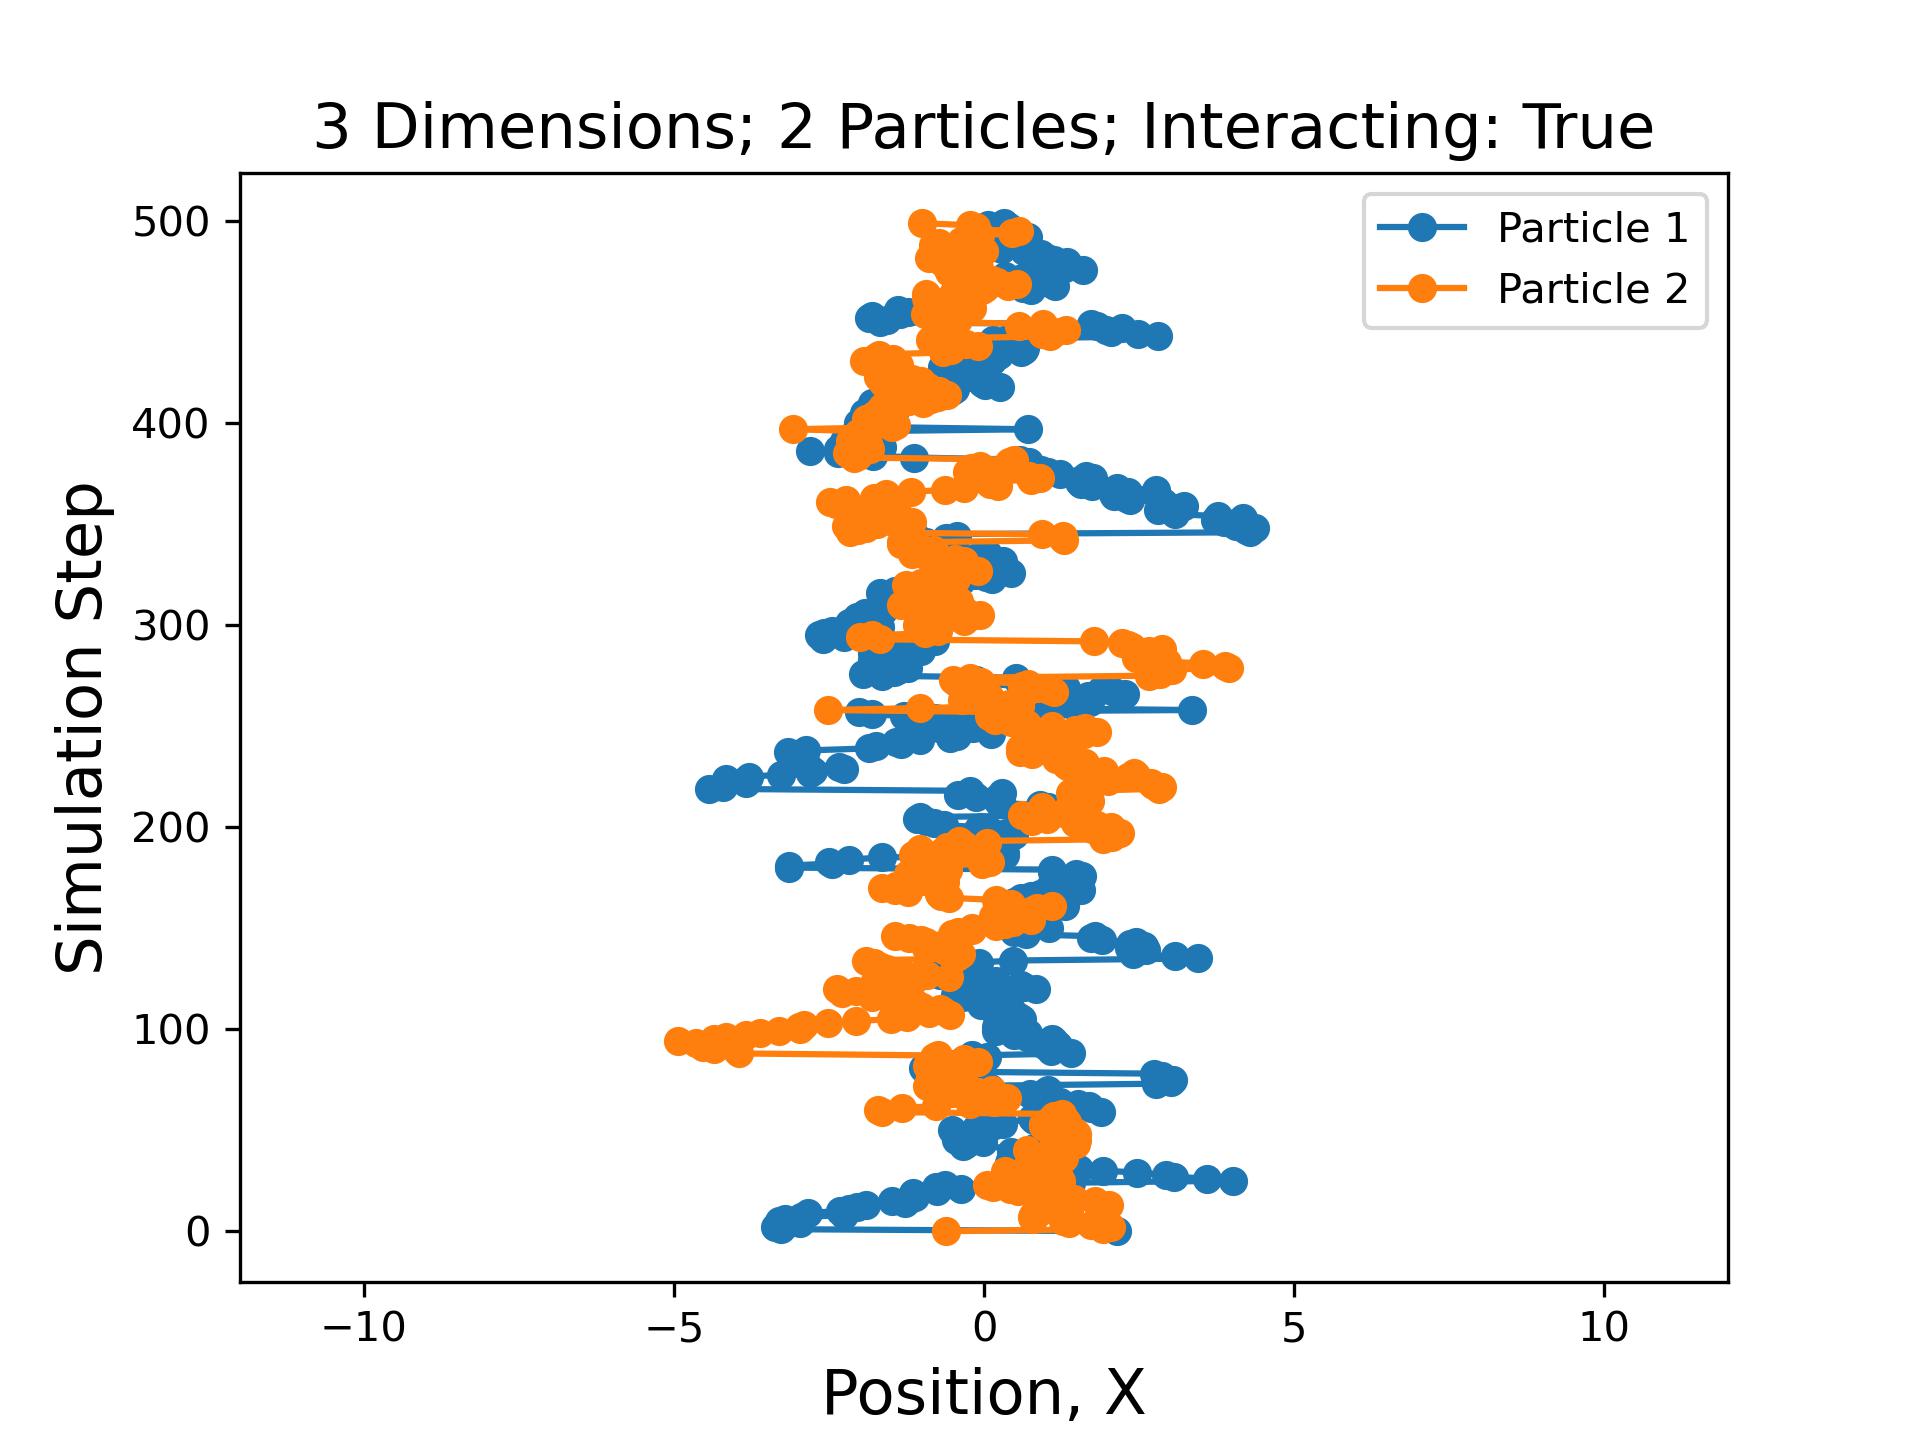 3 Dimensions; 2 Particles; Interacting: True
Particle 1
Particle 2
Simulation Step
500
400
300
200
100
0
−10
−5
0
5
10
Position, X